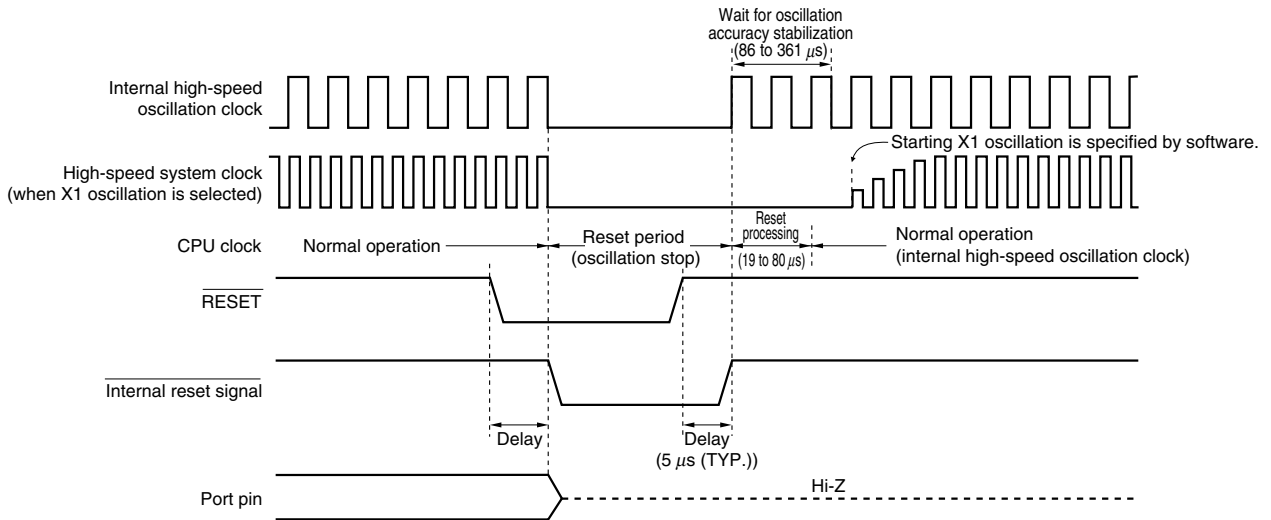 Wait for oscillation
accuracy stabilization
(86 to 361 μs)
Internal high-speed
oscillation clock
Starting X1 oscillation is specified by software.
High-speed system clock
(when X1 oscillation is selected)
CPU clock
Normal operation
Reset period
(oscillation stop)
Reset
processing
(19 to 80 μs)
Normal operation
(internal high-speed oscillation clock)
RESET
Internal reset signal
Delay
Delay
(5 μs (TYP.))
Port pin
Hi-Z